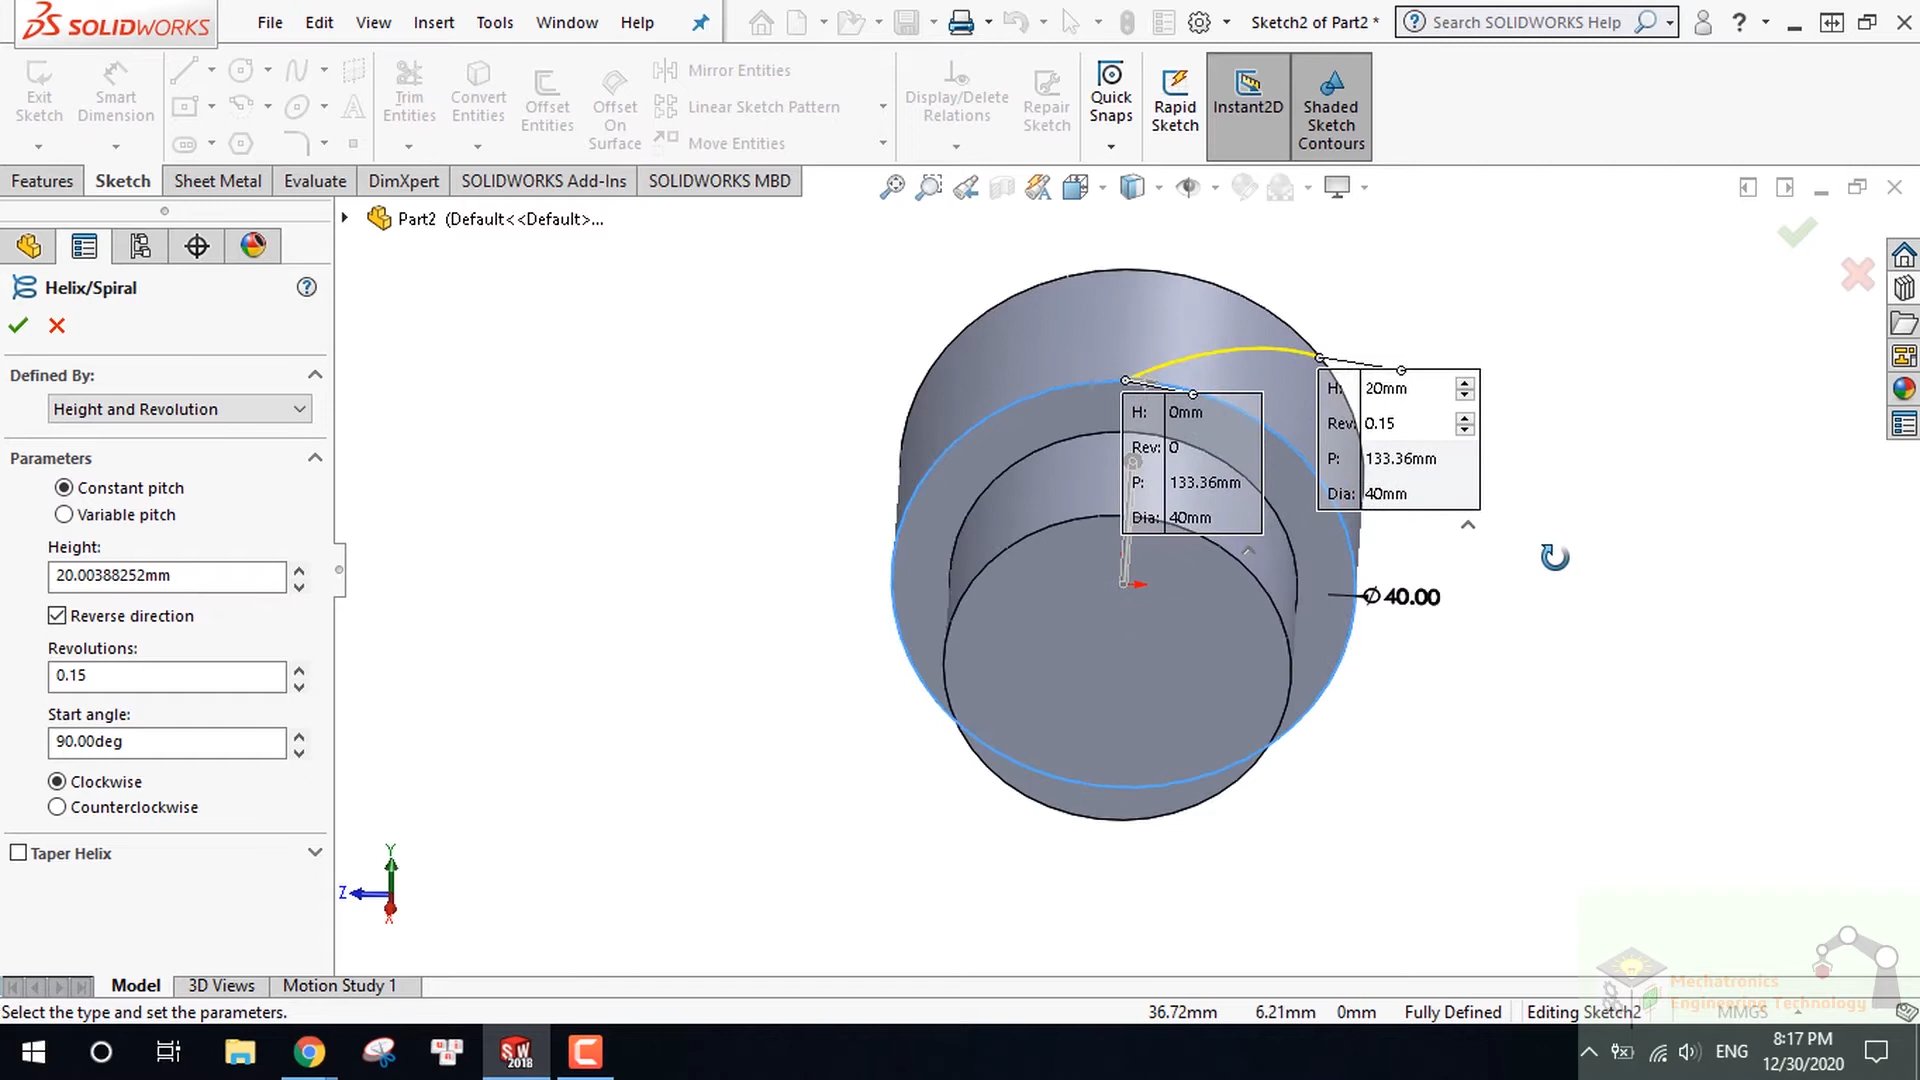 SOLIDWORKS
File Edit View Insert Tools Window Help
Sketch2 of Part2 *
Search SOLIDWORKS Help
Exit Sketch
Smart Dimension
Trim Entities
Convert Entities
Offset Entities
Offset On Surface
Mirror Entities
Linear Sketch Pattern
Move Entities
Display/Delete Relations
Repair Sketch
Quick Snaps
Rapid Sketch
Instant2D
Shaded Sketch Contours
Features Sketch Sheet Metal Evaluate DimXpert SOLIDWORKS Add-Ins SOLIDWORKS MBD
Part2 (Default<<Default>...
Helix/Spiral
Defined By:
Height and Revolution
Parameters
Constant pitch
Variable pitch
Height:
20.00388252mm
Reverse direction
Revolutions:
0.15
Start angle:
90.00deg
Clockwise
Counterclockwise
Taper Helix
H: 0mm
Rev: 0
P: 133.36mm
Dia: 40mm
H: 20mm
Rev: 0.15
P: 133.36mm
Dia: 40mm
∅40.00
Y
Z
X
Model 3D Views Motion Study 1
Mechatronics
Engineering Technology
Select the type and set the parameters.
36.72mm 6.21mm 0mm Fully Defined Editing Sketch2 MMGS
SW 2018
ENG
8:17 PM
12/30/2020